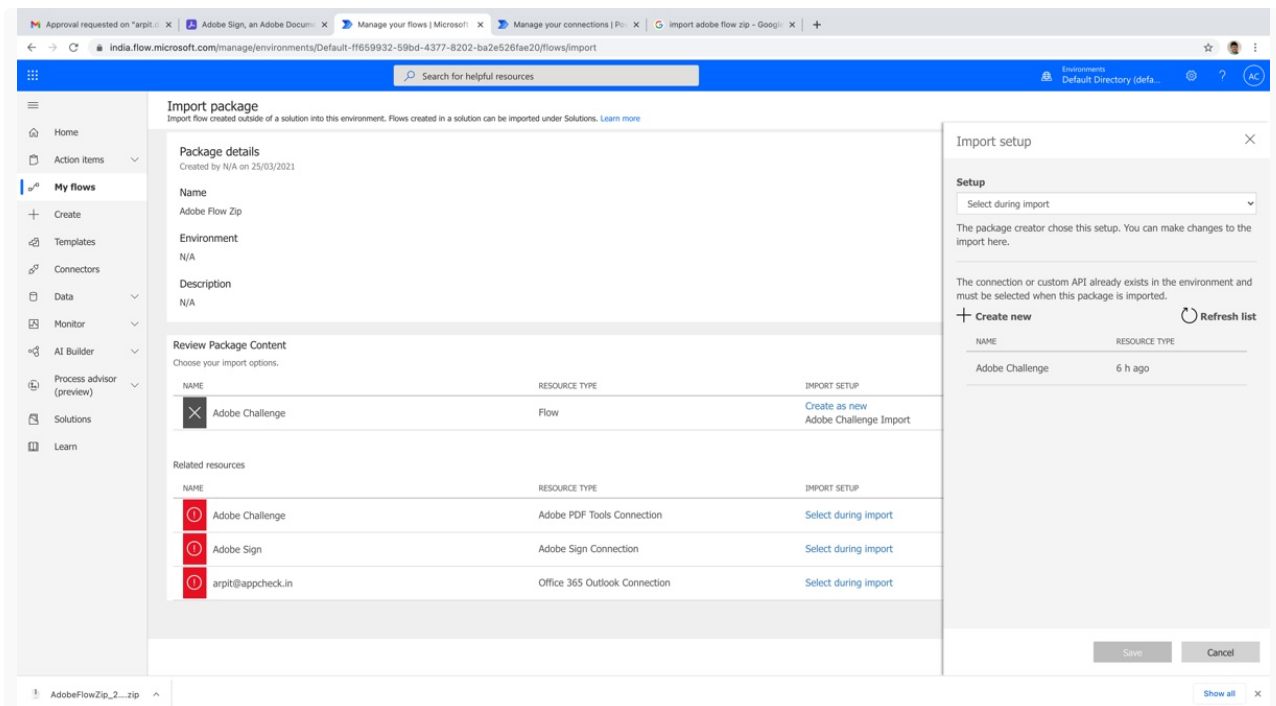 Approval requested on "arpit.c
Adobe Sign, an Adobe Docume
Manage your flows | Microsoft
Manage your connections | Po
import adobe flow zip - Google
india.flow.microsoft.com/manage/environments/Default-ff659932-59bd-4377-8202-ba2e526fae20/flows/import
Search for helpful resources
Environments
Default Directory (defa...
?
AC
Home
Action items
My flows
Create
Templates
Connectors
Data
Monitor
AI Builder
Process advisor
(preview)
Solutions
Learn
Import package
Import flow created outside of a solution into this environment. Flows created in a solution can be imported under Solutions. Learn more
Package details
Created by N/A on 25/03/2021
Name
Adobe Flow Zip
Environment
N/A
Description
N/A
Review Package Content
Choose your import options.
NAME RESOURCE TYPE IMPORT SETUP
Adobe Challenge Flow Create as new
Adobe Challenge Import
Related resources
NAME RESOURCE TYPE IMPORT SETUP
Adobe Challenge Adobe PDF Tools Connection Select during import
Adobe Sign Adobe Sign Connection Select during import
arpit@appcheck.in Office 365 Outlook Connection Select during import
Import setup
Setup
Select during import
The package creator chose this setup. You can make changes to the
import here.
The connection or custom API already exists in the environment and
must be selected when this package is imported.
Create new Refresh list
NAME RESOURCE TYPE
Adobe Challenge 6 h ago
Save Cancel
AdobeFlowZip_2....zip
Show all